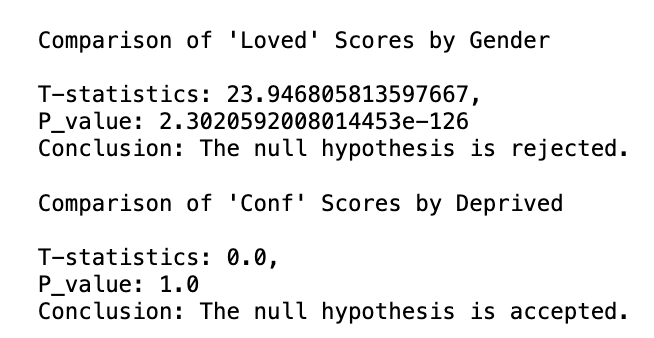 Comparison of 'Loved' Scores by Gender
T-statistics: 23.946805813597667,
P_value: 2.3020592008014453e-126
Conclusion: The null hypothesis is rejected.
Comparison of 'Conf' Scores by Deprived
T-statistics: 0.0,
P_value: 1.0
Conclusion: The null hypothesis is accepted.